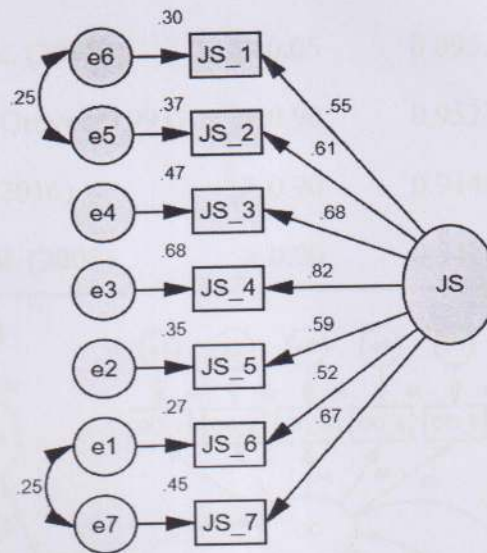 .30
e6 JS_1
.25 .55
.37
e5 JS_2
.61
.47
e4 JS_3
.68
.68
e3 JS_4 .82 JS
.35
e2 JS_5
.59
.27
.52
e1 JS_6
.67
.25 .45
e7 JS_7